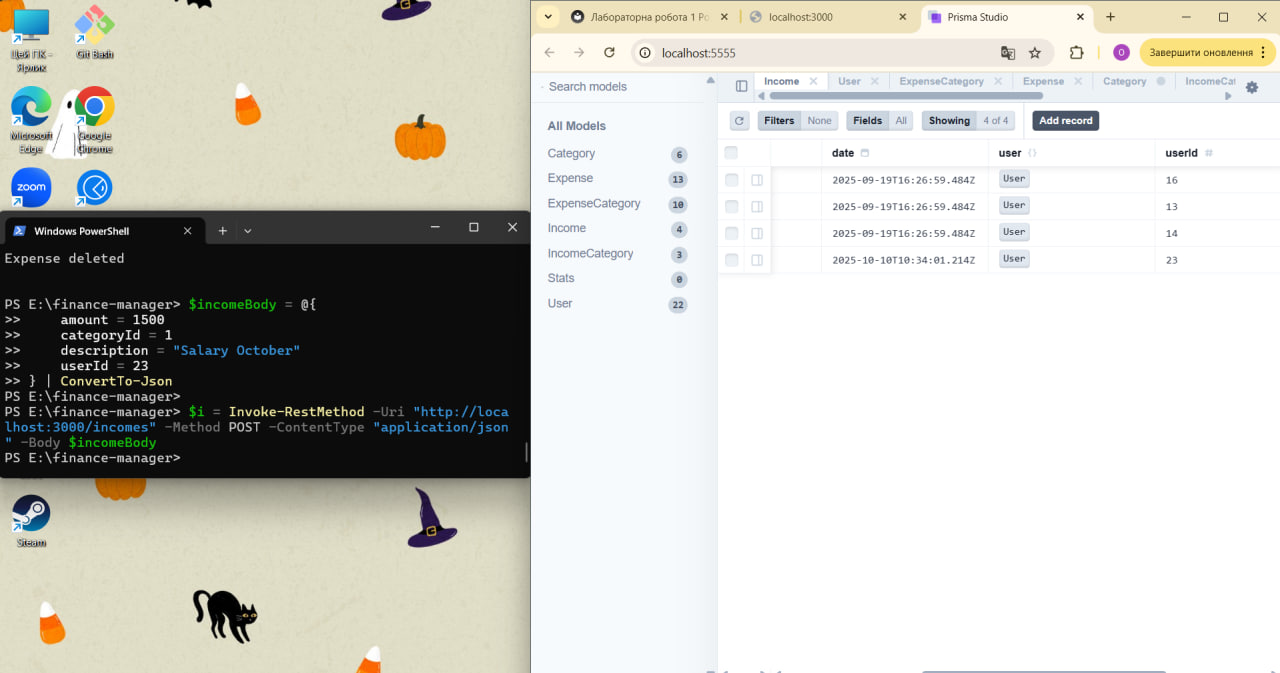 Цей ПК -
Ярлик
Git Bash
Microsoft
Edge
Google
Chrome
zoom
Steam
Windows PowerShell
Expense deleted
PS E:\finance-manager> $incomeBody = @{
>>     amount = 1500
>>     categoryId = 1
>>     description = "Salary October"
>>     userId = 23
>> } | ConvertTo-Json
PS E:\finance-manager>
PS E:\finance-manager> $i = Invoke-RestMethod -Uri "http://loca
lhost:3000/incomes" -Method POST -ContentType "application/json
" -Body $incomeBody
PS E:\finance-manager>
Лабораторна робота 1 Ро
localhost:3000
Prisma Studio
localhost:5555
О
Завершити оновлення
Search models
All Models
Category 6
Expense 13
ExpenseCategory 10
Income 4
IncomeCategory 3
Stats 0
User 22
Income User ExpenseCategory Expense Category IncomeCat
Filters None Fields All Showing 4 of 4 Add record
date user {} userId #
2025-09-19T16:26:59.484Z User 16
2025-09-19T16:26:59.484Z User 13
2025-09-19T16:26:59.484Z User 14
2025-10-10T10:34:01.214Z User 23